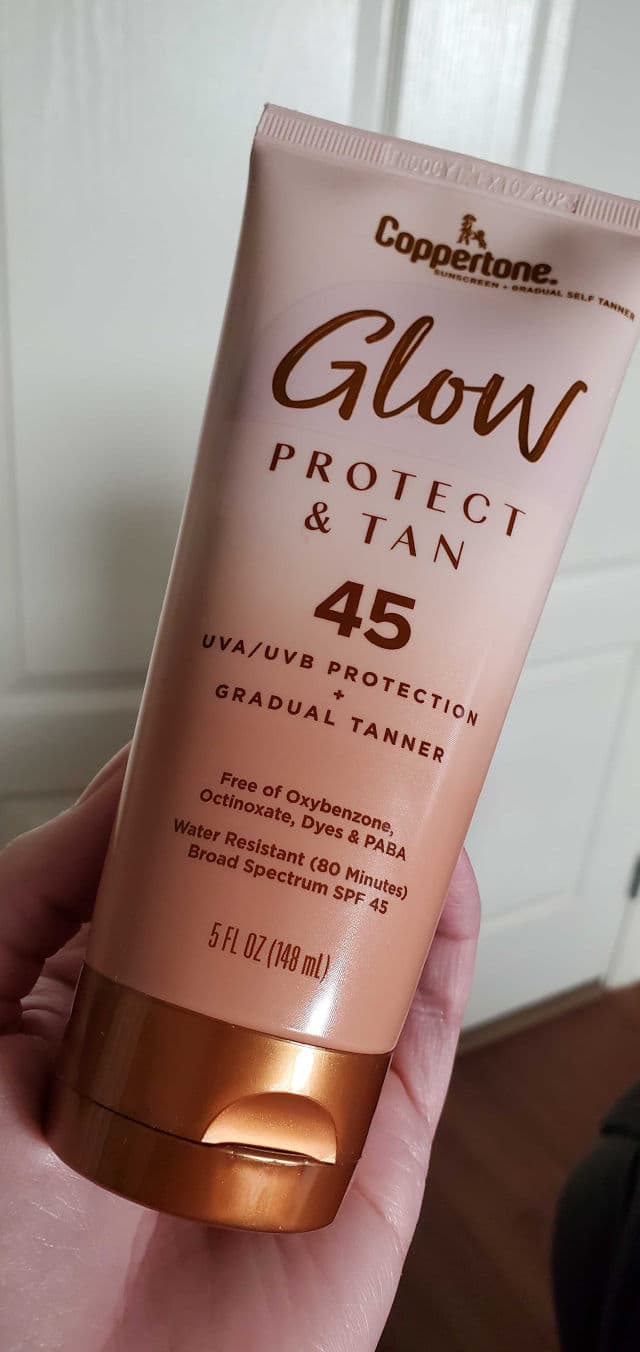 Coppertone.
SUNSCREEN + GRADUAL SELF TANNER
Glow
PROTECT
& TAN
45
UVA/UVB PROTECTION
+
GRADUAL TANNER
Free of Oxybenzone,
Octinoxate, Dyes & PABA
Water Resistant (80 Minutes)
Broad Spectrum SPF 45
5 FL OZ (148 mL)